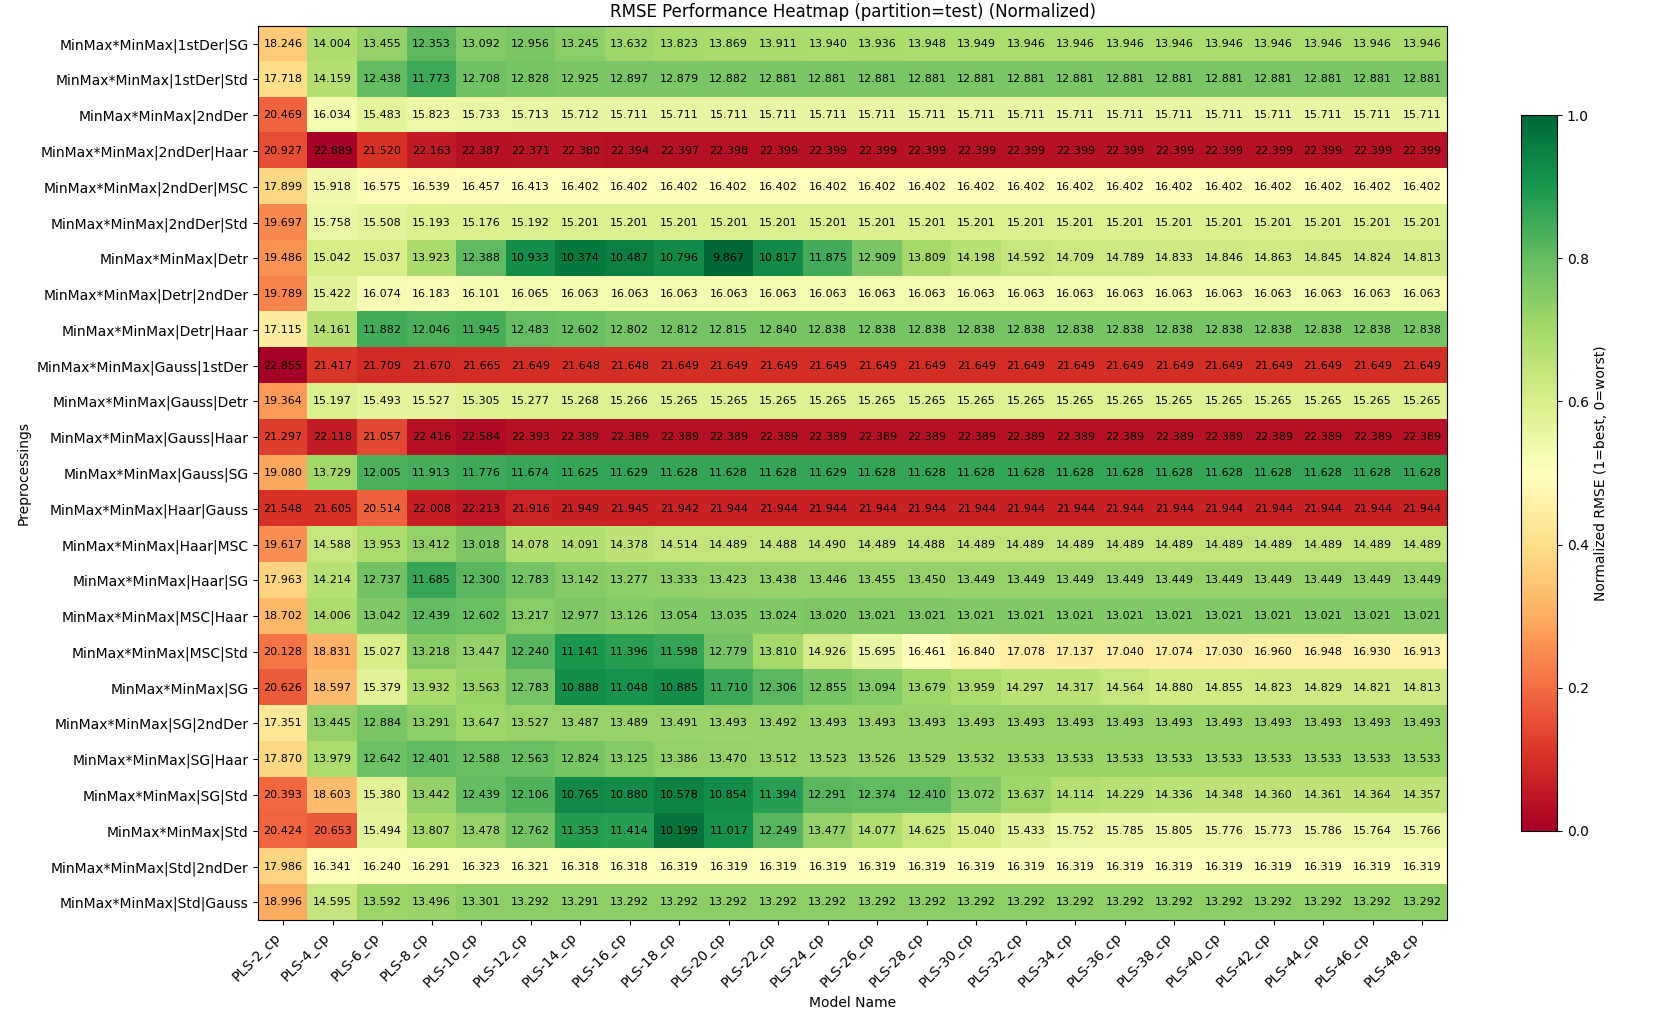 RMSE Performance Heatmap (partition=test) (Normalized)
MinMax*MinMax|1stDer|SG 18.246 14.004 13.455 12.353 13.092 12.956 13.245 13.632 13.823 13.869 13.911 13.940 13.936 13.948 13.949 13.946 13.946 13.946 13.946 13.946 13.946 13.946 13.946 13.946
MinMax*MinMax|1stDer|Std 17.718 14.159 12.438 11.773 12.708 12.828 12.925 12.897 12.879 12.882 12.881 12.881 12.881 12.881 12.881 12.881 12.881 12.881 12.881 12.881 12.881 12.881 12.881 12.881
MinMax*MinMax|2ndDer 20.469 16.034 15.483 15.823 15.733 15.713 15.712 15.711 15.711 15.711 15.711 15.711 15.711 15.711 15.711 15.711 15.711 15.711 15.711 15.711 15.711 15.711 15.711 15.711
MinMax*MinMax|2ndDer|Haar 20.927 22.889 21.520 22.163 22.387 22.371 22.380 22.394 22.397 22.398 22.399 22.399 22.399 22.399 22.399 22.399 22.399 22.399 22.399 22.399 22.399 22.399 22.399 22.399
MinMax*MinMax|2ndDer|MSC 17.899 15.918 16.575 16.539 16.457 16.413 16.402 16.402 16.402 16.402 16.402 16.402 16.402 16.402 16.402 16.402 16.402 16.402 16.402 16.402 16.402 16.402 16.402 16.402
MinMax*MinMax|2ndDer|Std 19.697 15.758 15.508 15.193 15.176 15.192 15.201 15.201 15.201 15.201 15.201 15.201 15.201 15.201 15.201 15.201 15.201 15.201 15.201 15.201 15.201 15.201 15.201 15.201
MinMax*MinMax|Detr 19.486 15.042 15.037 13.923 12.388 10.933 10.374 10.487 10.796 9.867 10.817 11.875 12.909 13.809 14.198 14.592 14.709 14.789 14.833 14.846 14.863 14.845 14.824 14.813
MinMax*MinMax|Detr|2ndDer 19.789 15.422 16.074 16.183 16.101 16.065 16.063 16.063 16.063 16.063 16.063 16.063 16.063 16.063 16.063 16.063 16.063 16.063 16.063 16.063 16.063 16.063 16.063 16.063
MinMax*MinMax|Detr|Haar 17.115 14.161 11.882 12.046 11.945 12.483 12.602 12.802 12.812 12.815 12.840 12.838 12.838 12.838 12.838 12.838 12.838 12.838 12.838 12.838 12.838 12.838 12.838 12.838
MinMax*MinMax|Gauss|1stDer 22.855 21.417 21.709 21.670 21.665 21.649 21.648 21.648 21.649 21.649 21.649 21.649 21.649 21.649 21.649 21.649 21.649 21.649 21.649 21.649 21.649 21.649 21.649 21.649
MinMax*MinMax|Gauss|Detr 19.364 15.197 15.493 15.527 15.305 15.277 15.268 15.266 15.265 15.265 15.265 15.265 15.265 15.265 15.265 15.265 15.265 15.265 15.265 15.265 15.265 15.265 15.265 15.265
MinMax*MinMax|Gauss|Haar 21.297 22.118 21.057 22.416 22.584 22.393 22.389 22.389 22.389 22.389 22.389 22.389 22.389 22.389 22.389 22.389 22.389 22.389 22.389 22.389 22.389 22.389 22.389 22.389
MinMax*MinMax|Gauss|SG 19.080 13.729 12.005 11.913 11.776 11.674 11.625 11.629 11.628 11.628 11.628 11.628 11.628 11.628 11.628 11.628 11.628 11.628 11.628 11.628 11.628 11.628 11.628 11.628
MinMax*MinMax|Haar|Gauss 21.548 21.605 20.514 22.008 22.213 21.916 21.949 21.945 21.942 21.944 21.944 21.944 21.944 21.944 21.944 21.944 21.944 21.944 21.944 21.944 21.944 21.944 21.944 21.944
MinMax*MinMax|Haar|MSC 19.617 14.588 13.953 13.412 13.018 14.078 14.091 14.378 14.514 14.489 14.488 14.490 14.489 14.488 14.489 14.489 14.489 14.489 14.489 14.489 14.489 14.489 14.489 14.489
MinMax*MinMax|Haar|SG 17.963 14.214 12.737 11.685 12.300 12.783 13.142 13.277 13.333 13.423 13.438 13.446 13.455 13.450 13.449 13.449 13.449 13.449 13.449 13.449 13.449 13.449 13.449 13.449
MinMax*MinMax|MSC|Haar 18.702 14.006 13.042 12.439 12.602 13.217 12.977 13.126 13.054 13.035 13.024 13.020 13.021 13.021 13.021 13.021 13.021 13.021 13.021 13.021 13.021 13.021 13.021 13.021
MinMax*MinMax|MSC|Std 20.128 18.831 15.027 13.218 13.447 12.240 11.141 11.396 11.598 12.779 13.810 14.926 15.695 16.461 16.840 17.078 17.137 17.040 17.074 17.030 16.960 16.948 16.930 16.913
MinMax*MinMax|SG 20.626 18.597 15.379 13.932 13.563 12.783 10.888 11.048 10.885 11.710 12.306 12.855 13.094 13.679 13.959 14.297 14.317 14.564 14.880 14.855 14.823 14.829 14.821 14.813
MinMax*MinMax|SG|2ndDer 17.351 13.445 12.884 13.291 13.647 13.527 13.487 13.489 13.491 13.493 13.492 13.493 13.493 13.493 13.493 13.493 13.493 13.493 13.493 13.493 13.493 13.493 13.493 13.493
MinMax*MinMax|SG|Haar 17.870 13.979 12.642 12.401 12.588 12.563 12.824 13.125 13.386 13.470 13.512 13.523 13.526 13.529 13.532 13.533 13.533 13.533 13.533 13.533 13.533 13.533 13.533 13.533
MinMax*MinMax|SG|Std 20.393 18.603 15.380 13.442 12.439 12.106 10.765 10.880 10.578 10.854 11.394 12.291 12.374 12.410 13.072 13.637 14.114 14.229 14.336 14.348 14.360 14.361 14.364 14.357
MinMax*MinMax|Std 20.424 20.653 15.494 13.807 13.478 12.762 11.353 11.414 10.199 11.017 12.249 13.477 14.077 14.625 15.040 15.433 15.752 15.785 15.805 15.776 15.773 15.786 15.764 15.766
MinMax*MinMax|Std|2ndDer 17.986 16.341 16.240 16.291 16.323 16.321 16.318 16.318 16.319 16.319 16.319 16.319 16.319 16.319 16.319 16.319 16.319 16.319 16.319 16.319 16.319 16.319 16.319 16.319
MinMax*MinMax|Std|Gauss 18.996 14.595 13.592 13.496 13.301 13.292 13.291 13.292 13.292 13.292 13.292 13.292 13.292 13.292 13.292 13.292 13.292 13.292 13.292 13.292 13.292 13.292 13.292 13.292
PLS-2_cp PLS-4_cp PLS-6_cp PLS-8_cp PLS-10_cp PLS-12_cp PLS-14_cp PLS-16_cp PLS-18_cp PLS-20_cp PLS-22_cp PLS-24_cp PLS-26_cp PLS-28_cp PLS-30_cp PLS-32_cp PLS-34_cp PLS-36_cp PLS-38_cp PLS-40_cp PLS-42_cp PLS-44_cp PLS-46_cp PLS-48_cp
Model Name
Preprocessings
1.0
0.8
0.6
0.4
0.2
0.0
Normalized RMSE (1=best, 0=worst)